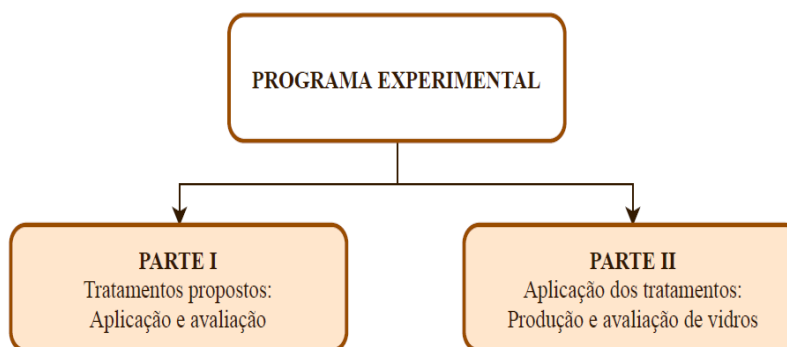 PROGRAMA EXPERIMENTAL
PARTE I
Tratamentos propostos:
Aplicação e avaliação
PARTE II
Aplicação dos tratamentos:
Produção e avaliação de vidros